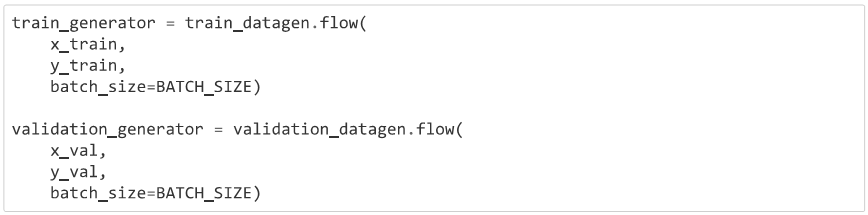 train_generator = train_datagen.flow(
    x_train,
    y_train,
    batch_size=BATCH_SIZE)

validation_generator = validation_datagen.flow(
    x_val,
    y_val,
    batch_size=BATCH_SIZE)